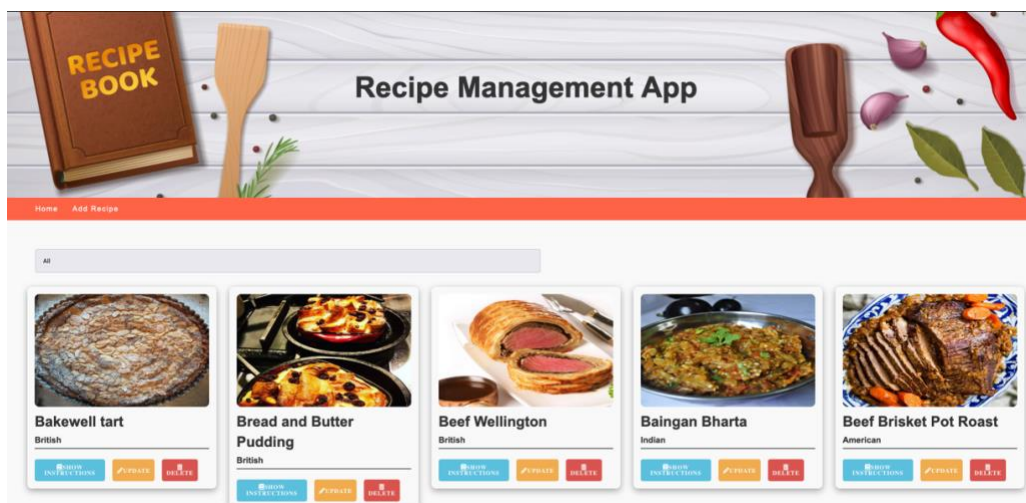 RECIPE
BOOK
Recipe Management App
Home Add Recipe
All
Bakewell tart
British
SHOW
INSTRUCTIONS
UPDATE
DELETE
Bread and Butter
Pudding
British
SHOW
INSTRUCTIONS
UPDATE
DELETE
Beef Wellington
British
SHOW
INSTRUCTIONS
UPDATE
DELETE
Baingan Bharta
Indian
SHOW
INSTRUCTIONS
UPDATE
DELETE
Beef Brisket Pot Roast
American
SHOW
INSTRUCTIONS
UPDATE
DELETE